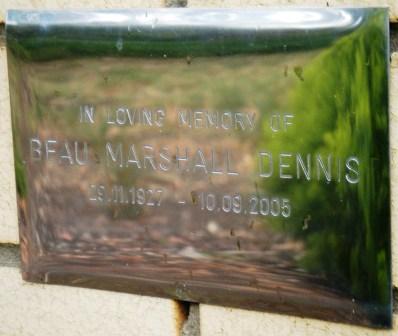 IN LOVING MEMORY OF
BEAU MARSHALL DENNIS
29.11.1927 - 10.09.2005